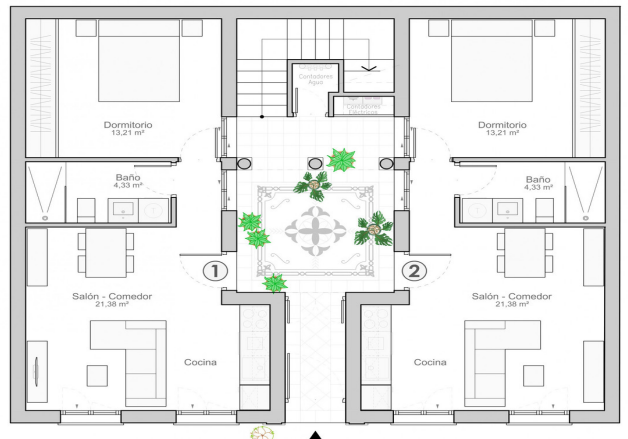 Contadores
Agua
Contadores
Eléctricos
Dormitorio
13,21 m²
Dormitorio
13,21 m²
Baño
4,33 m²
Baño
4,33 m²
1
2
Salón - Comedor
21,38 m²
Salón - Comedor
21,38 m²
Cocina
Cocina